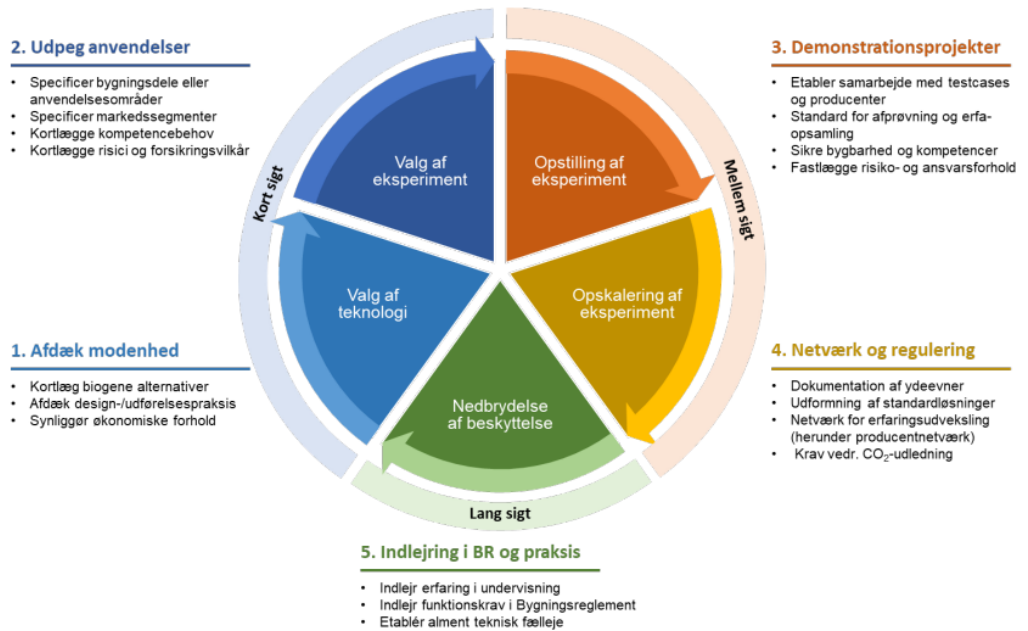 2. Udpeg anvendelser
• Specificer bygningsdele eller
anvendelsesområder
• Specificer markedssegmenter
• Kortlægge kompetencebehov
• Kortlægge risici og forsikringsvilkår
3. Demonstrationsprojekter
• Etabler samarbejde med testcases
og producenter
• Standard for afprøvning og erfa-
opsamling
• Sikre bygbarhed og kompetencer
• Fastlægge risiko- og ansvarsforhold
Kort sigt
Valg af
eksperiment
Opstilling af
eksperiment
Mellem sigt
Valg af
teknologi
Opskalering af
eksperiment
Nedbrydelse
af beskyttelse
Lang sigt
1. Afdæk modenhed
• Kortlæg biogene alternativer
• Afdæk design-/udførelsespraksis
• Synliggør økonomiske forhold
4. Netværk og regulering
• Dokumentation af ydeevner
• Udformning af standardløsninger
• Netværk for erfaringsudveksling
(herunder producentnetværk)
• Krav vedr. CO₂-udledning
5. Indlejring i BR og praksis
• Indlejr erfaring i undervisning
• Indlejr funktionskrav i Bygningsreglement
• Etablér alment teknisk fælleje